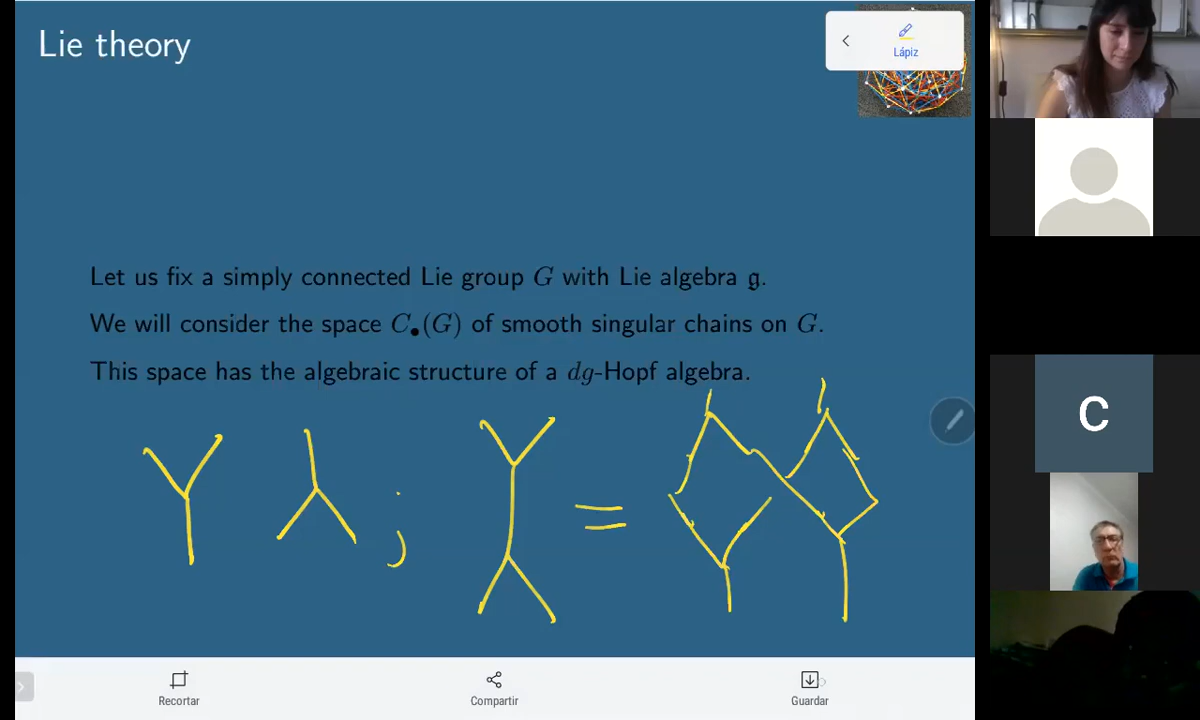 Lie theory
Lápiz
Let us fix a simply connected Lie group G with Lie algebra 𝔤.
We will consider the space C•(G) of smooth singular chains on G.
This space has the algebraic structure of a dg-Hopf algebra.
; =
C
Recortar
Compartir
Guardar